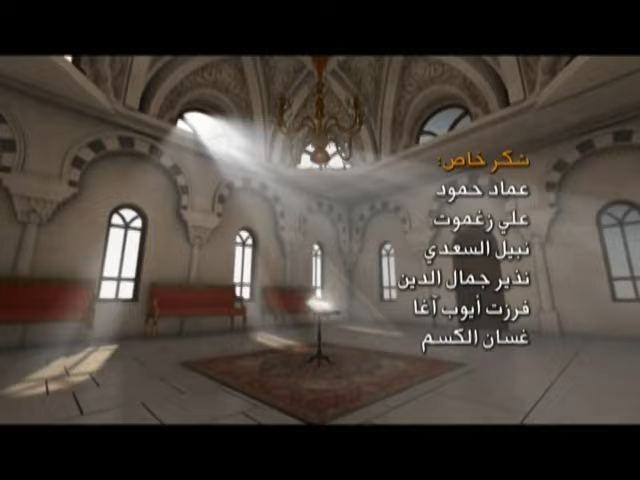 شكر خاص:
عماد حمود
علي زغموت
نبيل السعدي
نذير جمال الدين
فرزت أيوب آغا
غسان الكسم